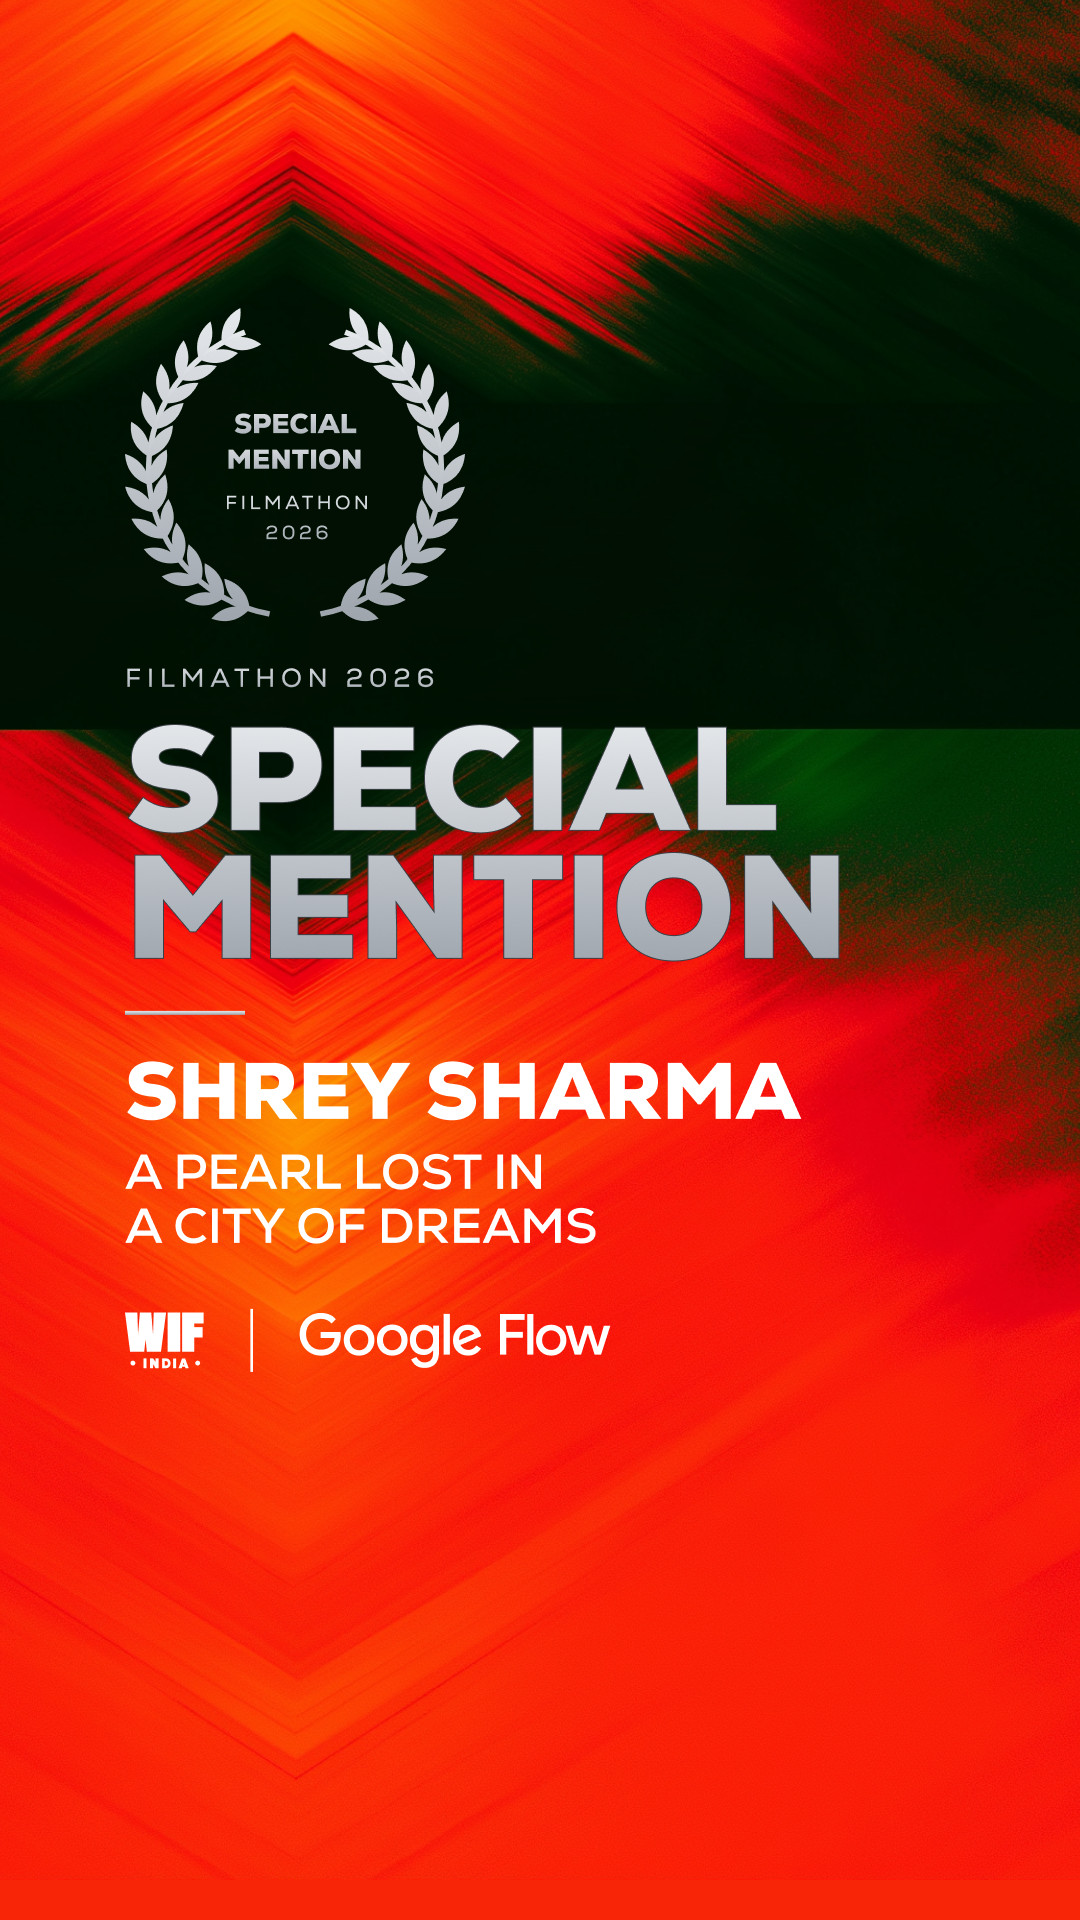 SPECIAL
MENTION
FILMATHON
2026
FILMATHON 2026
SPECIAL
MENTION
SHREY SHARMA
A PEARL LOST IN
A CITY OF DREAMS
WIF
• INDIA •
Google Flow